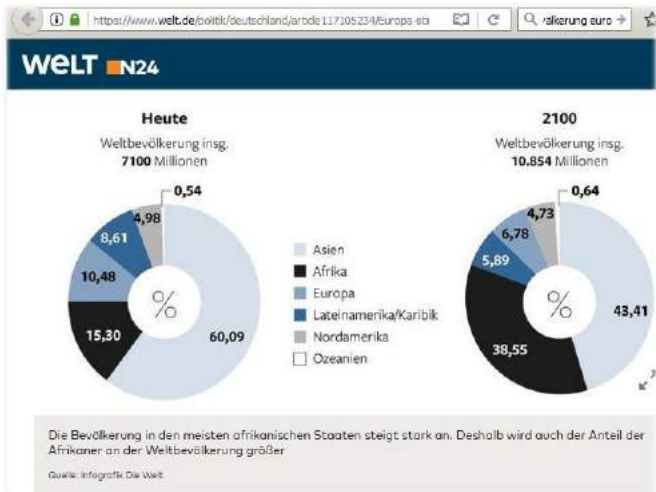 https://www.welt.de/politik/deutschland/article117105234/Europa-sti
welt N24
Heute
Weltbevölkerung insg.
7100 Millionen
0,54
4,98
8,61
10,48
15,30
60,09
%
Asien
Afrika
Europa
Lateinamerika/Karibik
Nordamerika
Ozeanien
2100
Weltbevölkerung insg.
10.854 Millionen
0,64
4,73
6,78
5,89
38,55
43,41
%
Die Bevölkerung in den meisten afrikanischen Staaten steigt stark an. Deshalb wird auch der Anteil der
Afrikaner an der Weltbevölkerung größer
Quelle: Infografik Die Welt